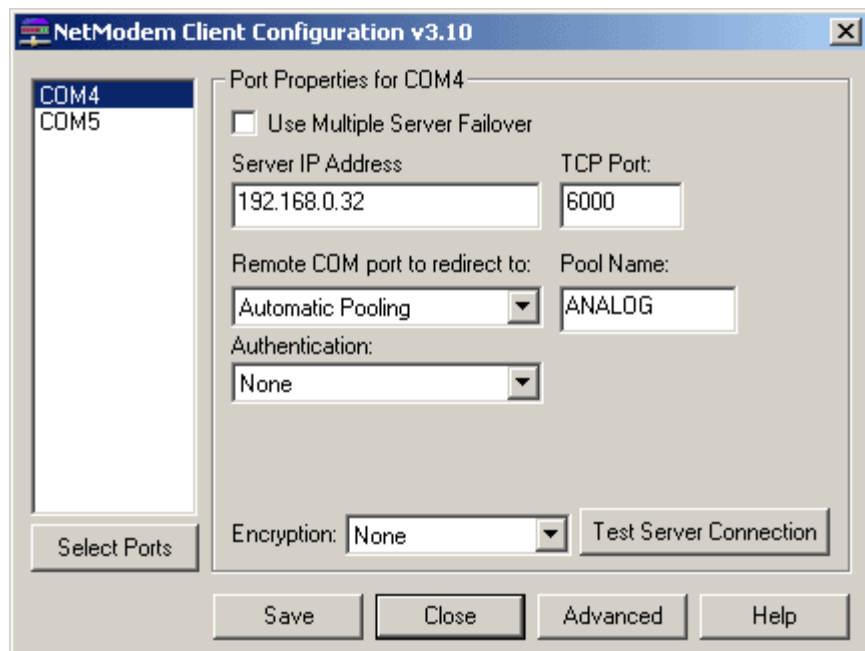 NetModem Client Configuration v3.10
COM4
COM5
Select Ports
Port Properties for COM4
Use Multiple Server Failover
Server IP Address TCP Port:
192.168.0.32 6000
Remote COM port to redirect to: Pool Name:
Automatic Pooling ANALOG
Authentication:
None
Encryption: None Test Server Connection
Save Close Advanced Help